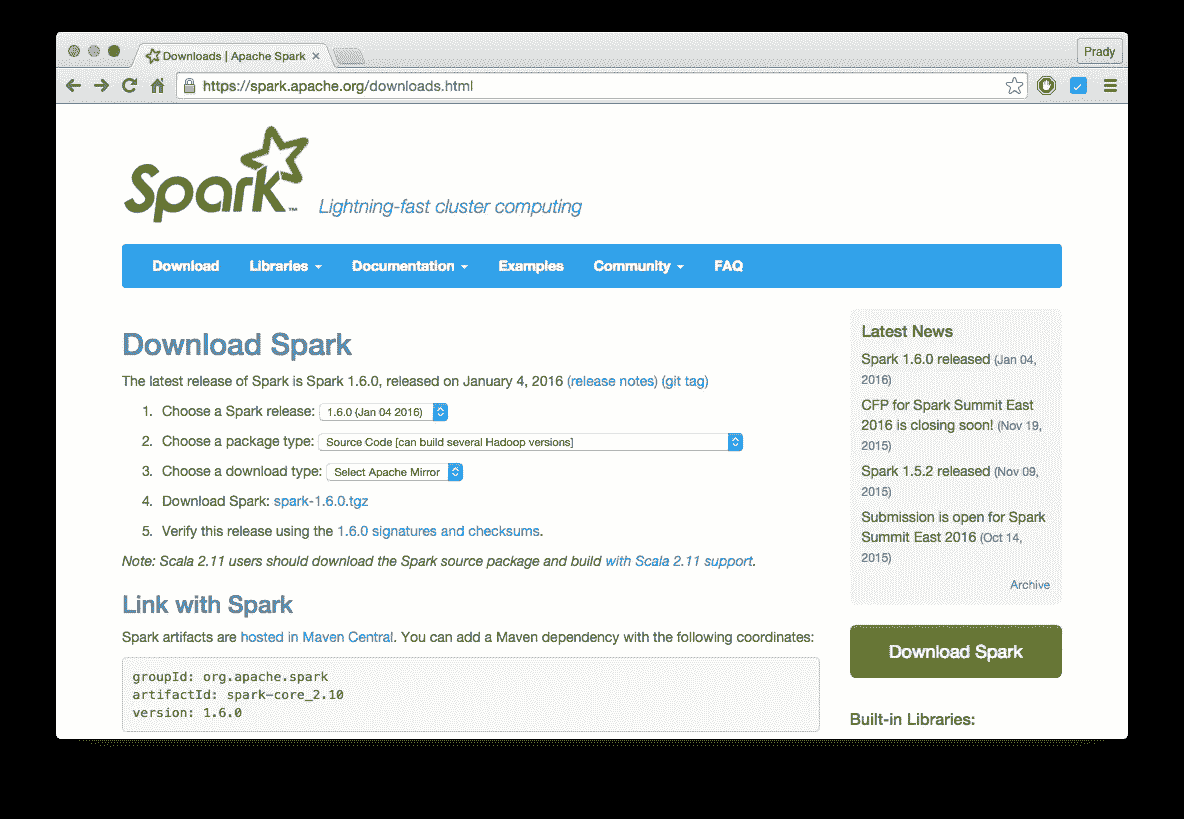 Downloads | Apache Spark
Prady
https://spark.apache.org/downloads.html
Spark™
Lightning-fast cluster computing
Download Libraries Documentation Examples Community FAQ
Download Spark
The latest release of Spark is Spark 1.6.0, released on January 4, 2016 (release notes) (git tag)
1. Choose a Spark release: 1.6.0 (Jan 04 2016)
2. Choose a package type: Source Code [can build several Hadoop versions]
3. Choose a download type: Select Apache Mirror
4. Download Spark: spark-1.6.0.tgz
5. Verify this release using the 1.6.0 signatures and checksums.
Note: Scala 2.11 users should download the Spark source package and build with Scala 2.11 support.
Link with Spark
Spark artifacts are hosted in Maven Central. You can add a Maven dependency with the following coordinates:
groupId: org.apache.spark
artifactId: spark-core_2.10
version: 1.6.0
Latest News
Spark 1.6.0 released (Jan 04,
2016)
CFP for Spark Summit East
2016 is closing soon! (Nov 19,
2015)
Spark 1.5.2 released (Nov 09,
2015)
Submission is open for Spark
Summit East 2016 (Oct 14,
2015)
Archive
Download Spark
Built-in Libraries: